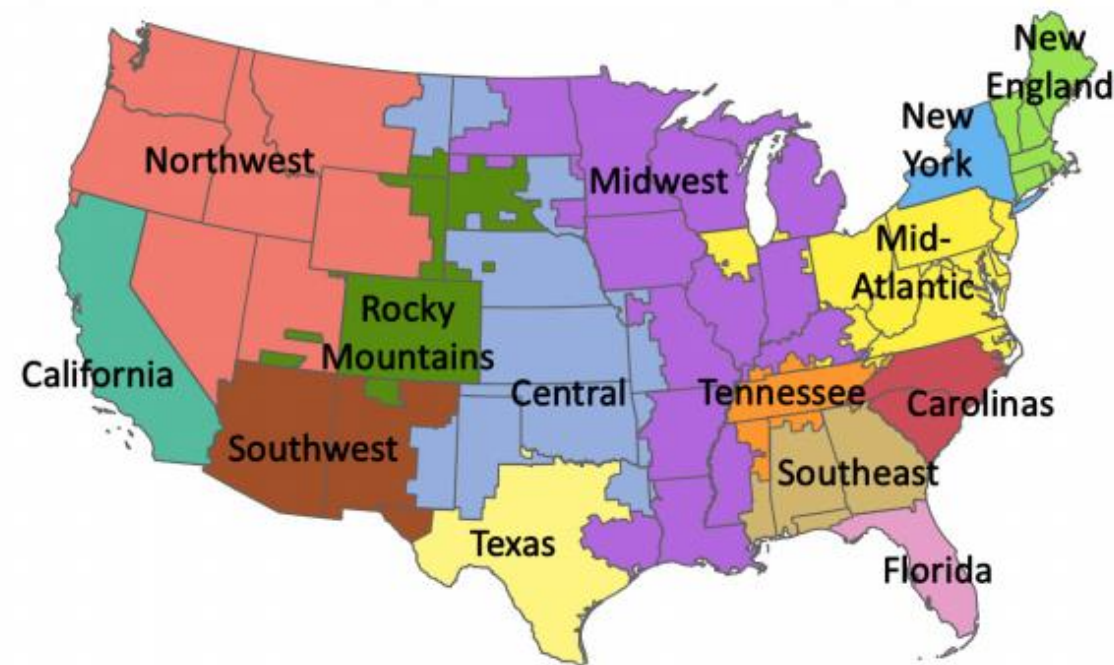 New
England
New
York
Northwest
Midwest
Mid-
Atlantic
Rocky
Mountains
California
Central
Tennessee
Carolinas
Southwest
Southeast
Texas
Florida